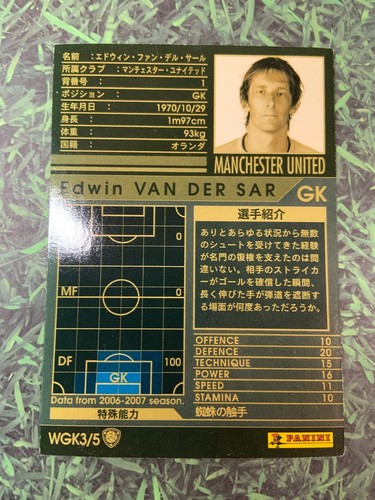 名前 : エドウィン・ファン・デル・サール
所属クラブ : マンチェスター・ユナイテッド
背番号 : 1
ポジション : GK
生年月日 : 1970/10/29
身長 : 1m97cm
体重 : 93kg
国籍 : オランダ
MANCHESTER UNITED
Edwin VAN DER SAR GK
選手紹介
ありとあらゆる状況から無数
のシュートを受けてきた経験
が名門の復権を支えたのは間
違いない。相手のストライカ
ーがゴールを確信した瞬間、
長く伸びた手が弾道を遮断す
る場面が何度あっただろうか。
0
MF 0
DF 100
GK
Data from 2006-2007 season.
OFFENCE 10
DEFENCE 20
TECHNIQUE 15
POWER 16
SPEED 11
STAMINA 10
特殊能力 蜘蛛の触手
WGK3/5 PANINI